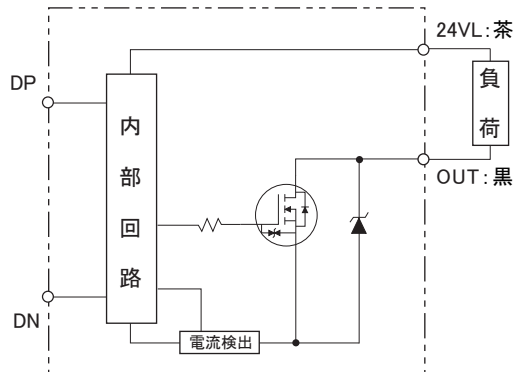 24VL:茶
DP
負荷
内部回路
OUT:黒
DN
電流検出